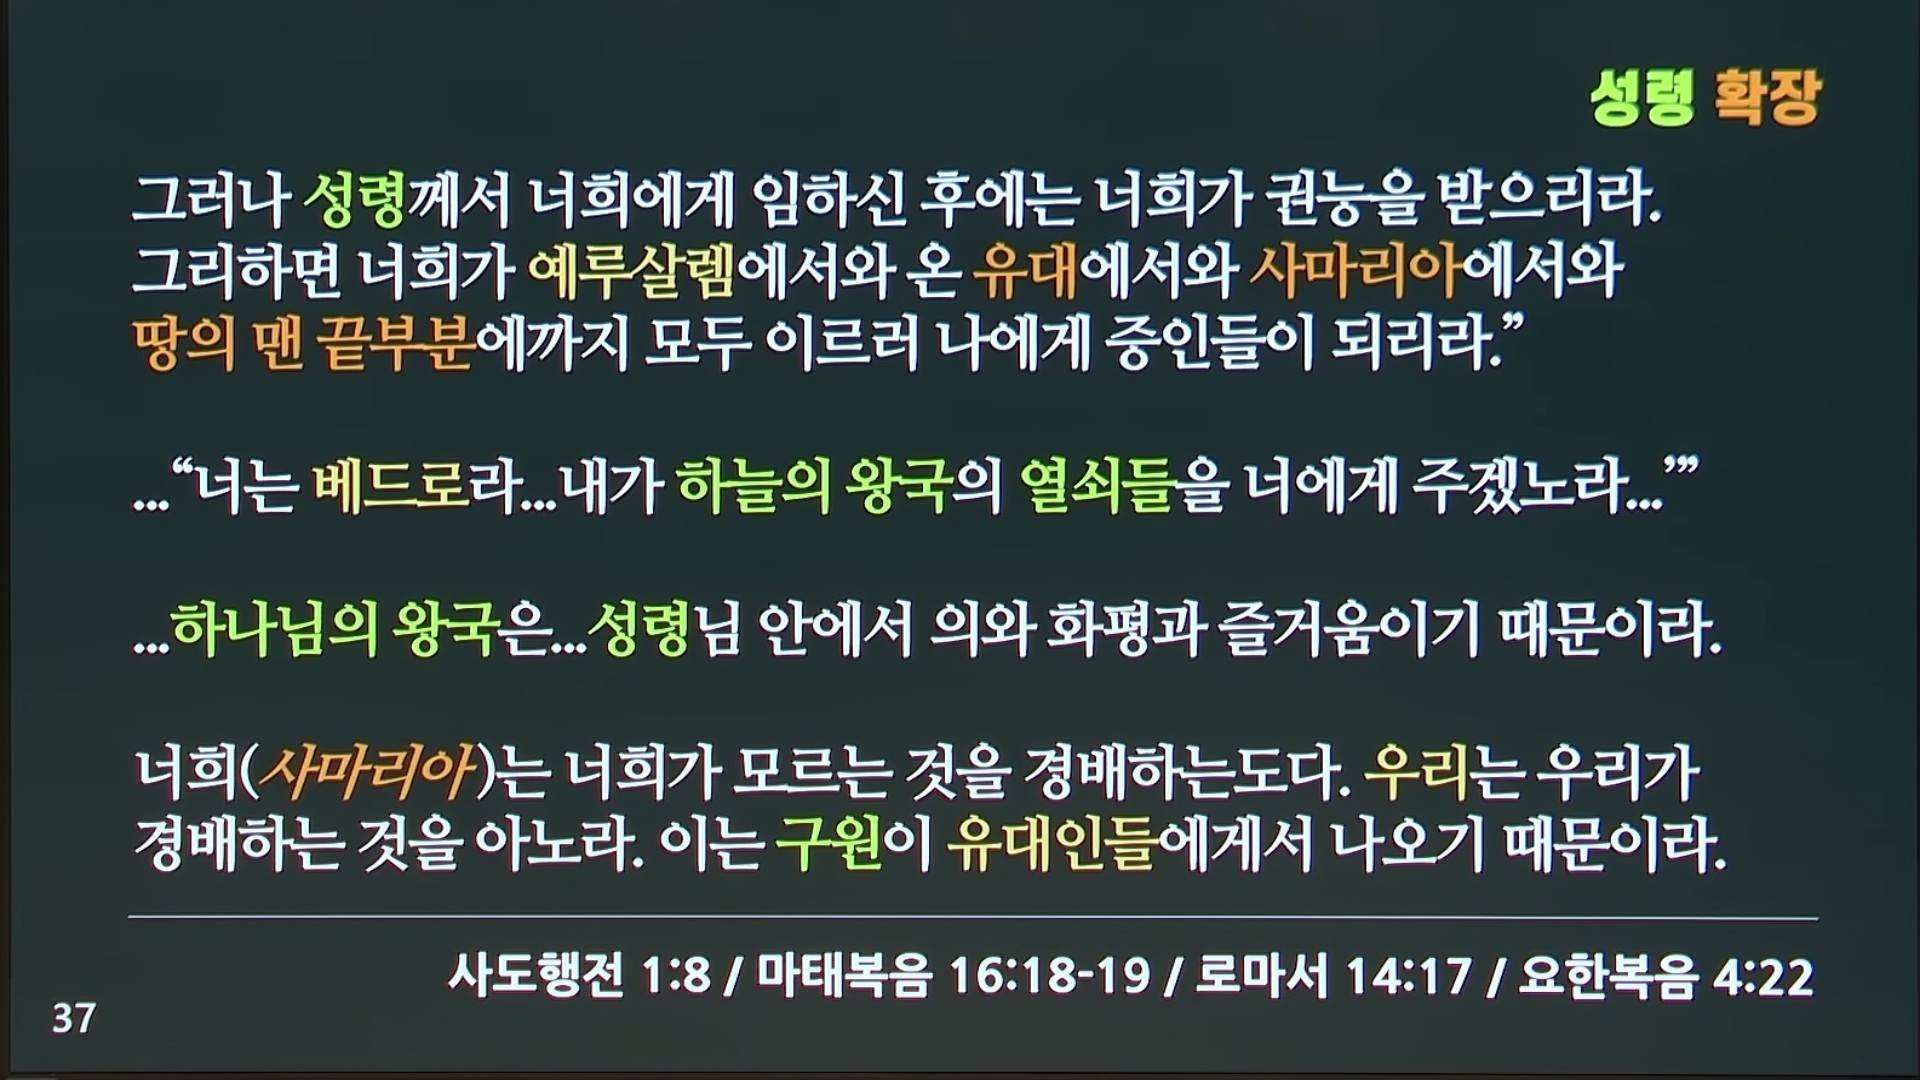 성령 확장
그러나 성령께서 너희에게 임하신 후에는 너희가 권능을 받으리라.
그리하면 너희가 예루살렘에서와 온 유대에서와 사마리아에서와
땅의 맨 끝부분에까지 모두 이르러 나에게 증인들이 되리라.”
...“너는 베드로라...내가 하늘의 왕국의 열쇠들을 너에게 주겠노라...’”
...하나님의 왕국은...성령님 안에서 의와 화평과 즐거움이기 때문이라.
너희(사마리아)는 너희가 모르는 것을 경배하는도다. 우리는 우리가
경배하는 것을 아노라. 이는 구원이 유대인들에게서 나오기 때문이라.
사도행전 1:8 / 마태복음 16:18-19 / 로마서 14:17 / 요한복음 4:22
37